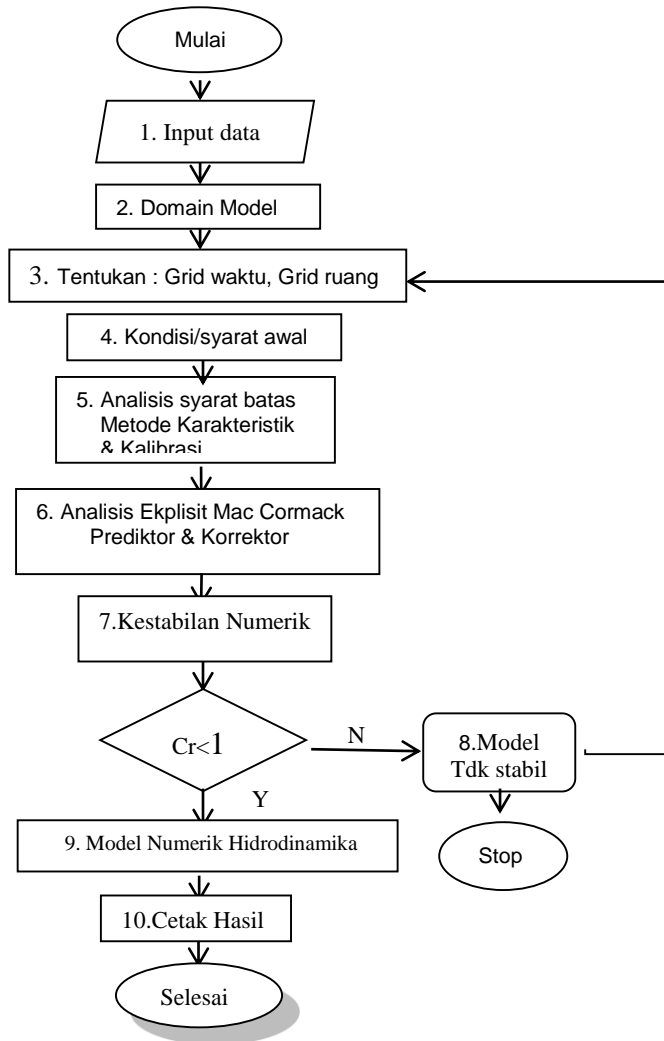 Mulai
1. Input data
2. Domain Model
3. Tentukan : Grid waktu, Grid ruang
4. Kondisi/syarat awal
5. Analisis syarat batas
Metode Karakteristik
& Kalibrasi
6. Analisis Ekplisit Mac Cormack
Prediktor & Korrektor
7.Kestabilan Numerik
Cr<1
N
8.Model
Tdk stabil
Y
Stop
9. Model Numerik Hidrodinamika
10.Cetak Hasil
Selesai